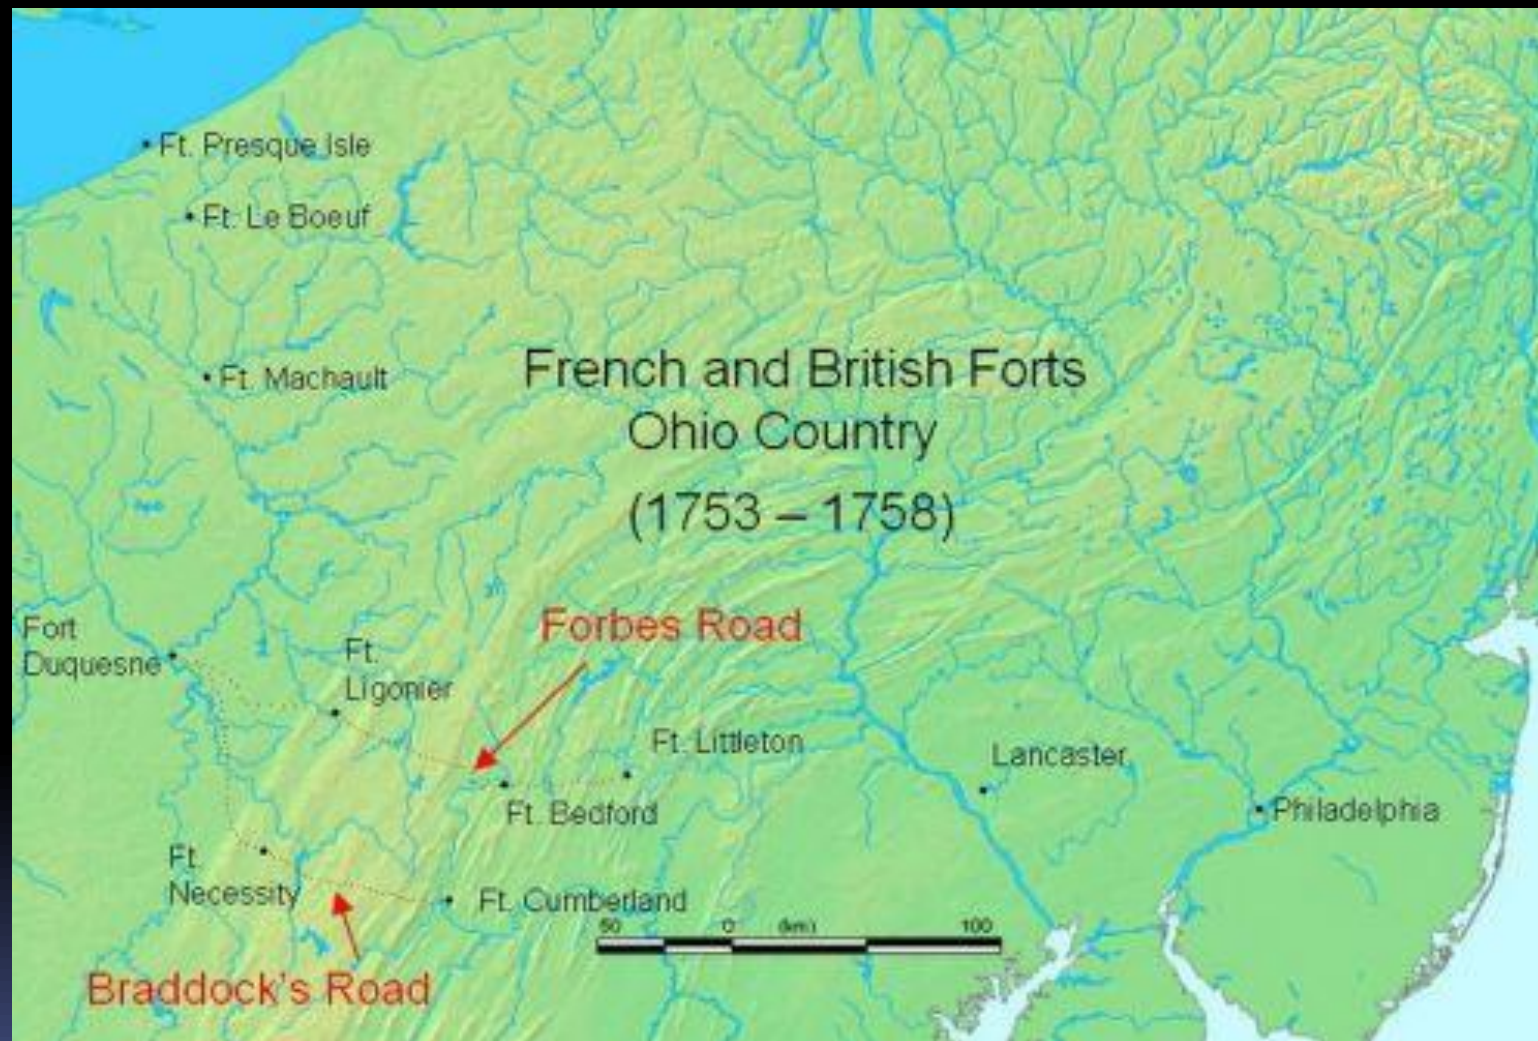 Ft. Presque Isle
Ft. Le Boeuf
Ft. Machault
French and British Forts
Ohio Country
(1753 – 1758)
Forbes Road
Fort
Duquesne
Ft.
Ligonier
Ft. Littleton
Lancaster
Ft. Bedford
Philadelphia
Ft.
Necessity
Ft. Cumberland
50 0 (km) 100
Braddock's Road